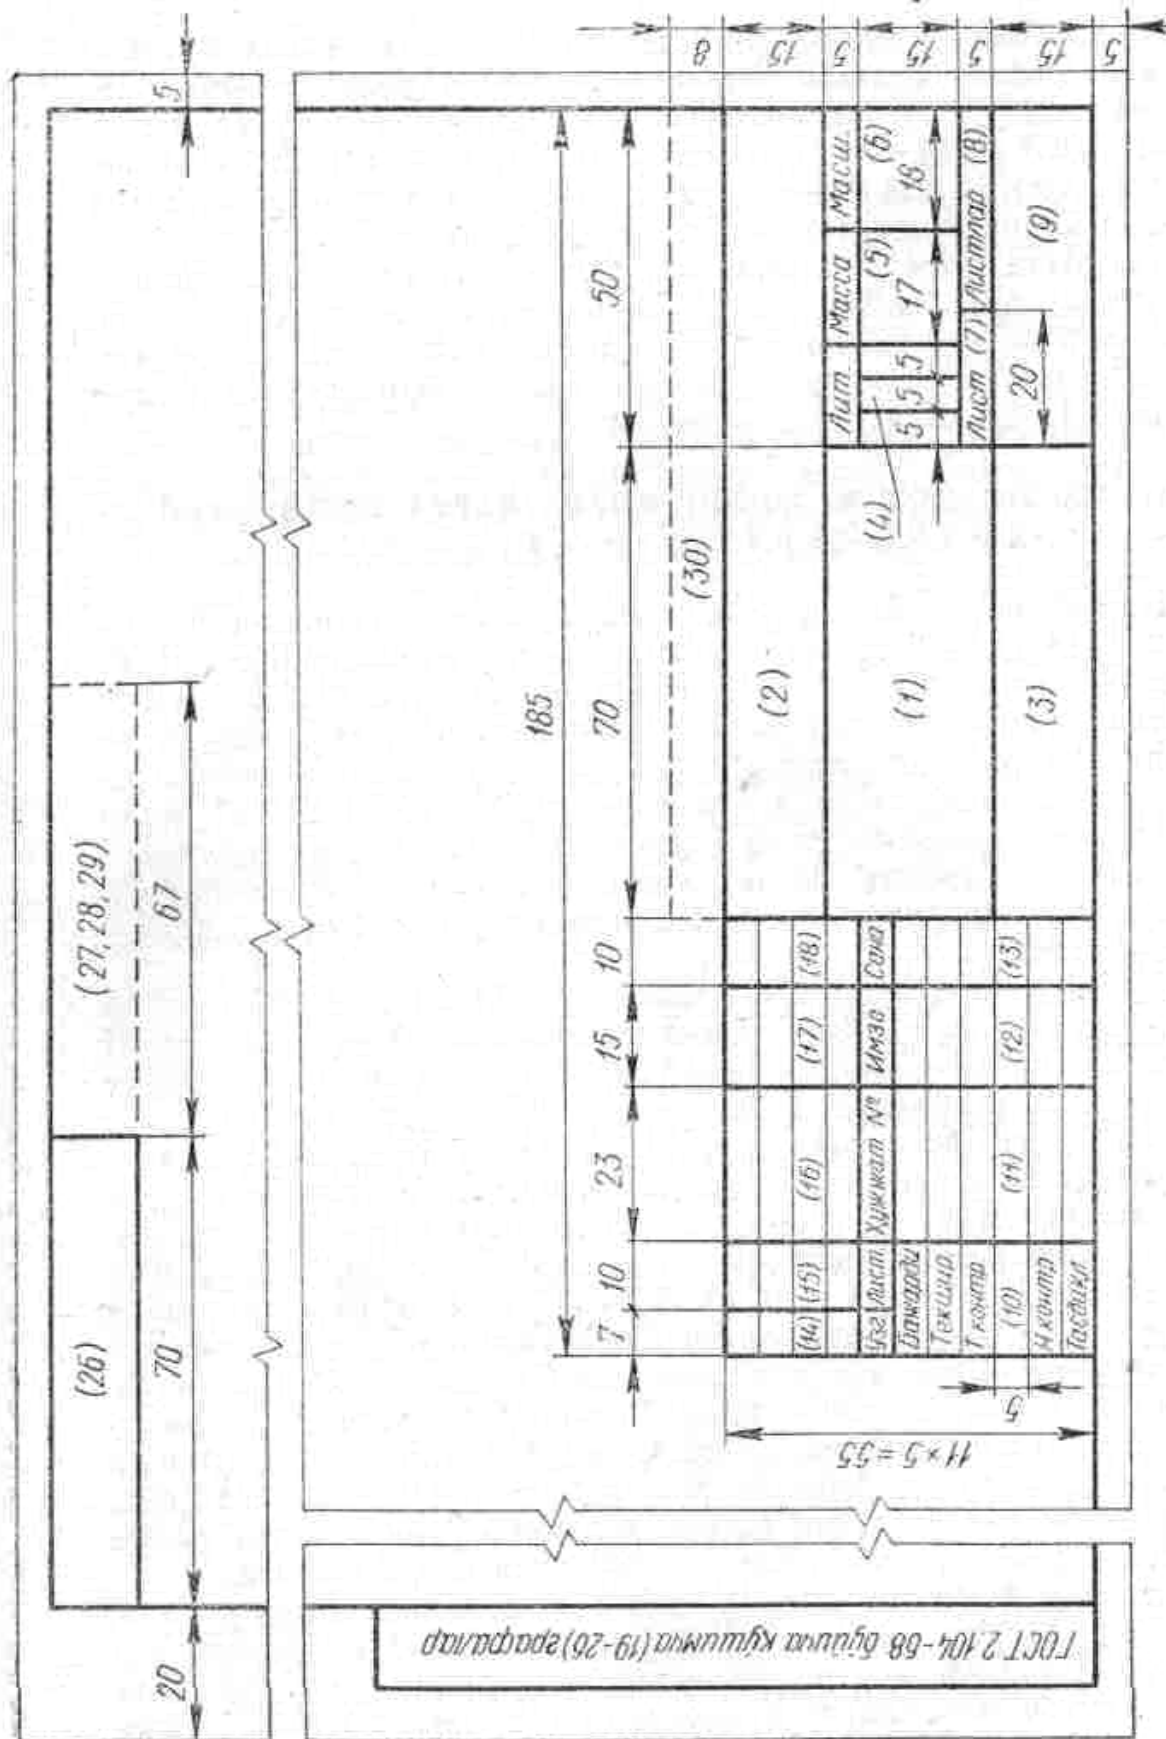 (26)
(27, 28, 29)
70
67
20
5
185
7
10
23
15
10
70
50
(30)
8
15
5
15
5
15
5
(2)
(1)
(3)
(14)
(15)
(16)
(17)
(18)
Ўзг.
Лист.
Хужжат №
Имзо
Сана
Бажарди
Текшир.
Т контр.
(10)
(11)
(12)
(13)
Н контр
Тасдиқл
Лит.
Масса
Масш.
(4)
(5)
(6)
5
5
5
17
18
Лист (7)
Листлар (8)
20
(9)
5
11×5=55
ГОСТ 2.104-68 бўйича қўшимча (19-26) графалар